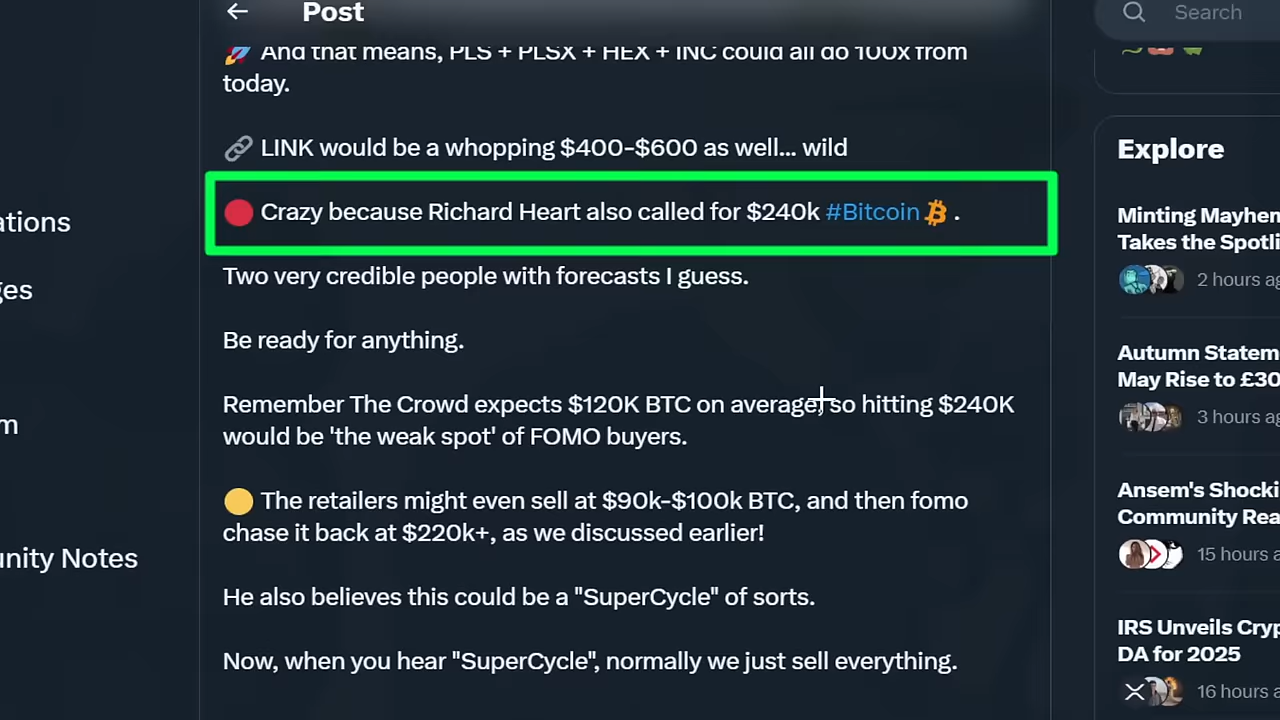 Post
Search
🚀 And that means, PLS + PLSX + HEX + INC could all do 100x from
today.
🔗 LINK would be a whopping $400-$600 as well... wild
🔴 Crazy because Richard Heart also called for $240k #Bitcoin .
Two very credible people with forecasts I guess.
Be ready for anything.
Remember The Crowd expects $120K BTC on average, so hitting $240K
would be 'the weak spot' of FOMO buyers.
🟡 The retailers might even sell at $90k-$100k BTC, and then fomo
chase it back at $220k+, as we discussed earlier!
He also believes this could be a "SuperCycle" of sorts.
Now, when you hear "SuperCycle", normally we just sell everything.
ations
ges
m
unity Notes
Explore
Minting Mayhem
Takes the Spotli
2 hours ag
Autumn Statem
May Rise to £30
3 hours ag
Ansem's Shocki
Community Rea
15 hours a
IRS Unveils Cryp
DA for 2025
16 hours a